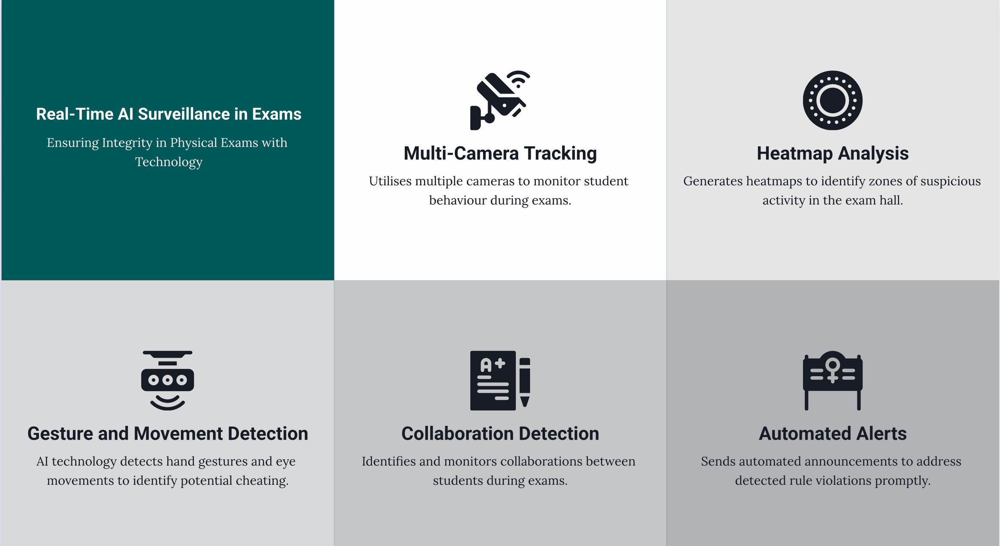 Real-Time AI Surveillance in Exams
Ensuring Integrity in Physical Exams with
Technology
Multi-Camera Tracking
Utilises multiple cameras to monitor student
behaviour during exams.
Heatmap Analysis
Generates heatmaps to identify zones of suspicious
activity in the exam hall.
Gesture and Movement Detection
AI technology detects hand gestures and eye
movements to identify potential cheating.
A+
Collaboration Detection
Identifies and monitors collaborations between
students during exams.
Automated Alerts
Sends automated announcements to address
detected rule violations promptly.